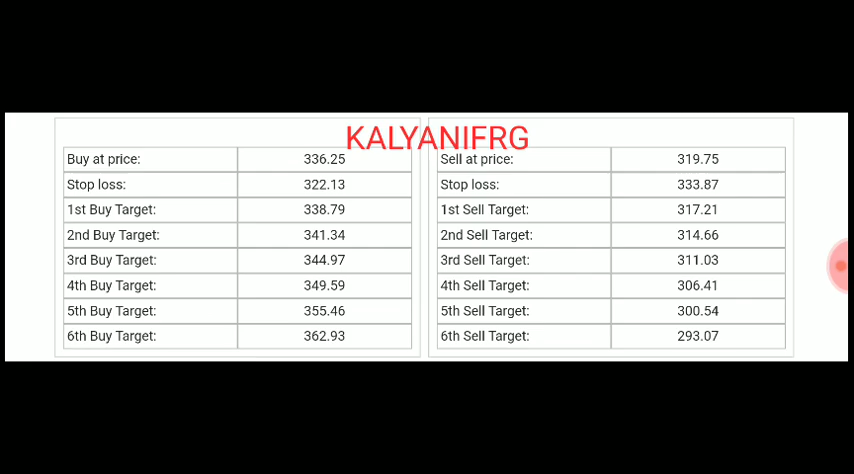 KALYANIFRG
Buy at price: 336.25
Stop loss: 322.13
1st Buy Target: 338.79
2nd Buy Target: 341.34
3rd Buy Target: 344.97
4th Buy Target: 349.59
5th Buy Target: 355.46
6th Buy Target: 362.93
Sell at price: 319.75
Stop loss: 333.87
1st Sell Target: 317.21
2nd Sell Target: 314.66
3rd Sell Target: 311.03
4th Sell Target: 306.41
5th Sell Target: 300.54
6th Sell Target: 293.07